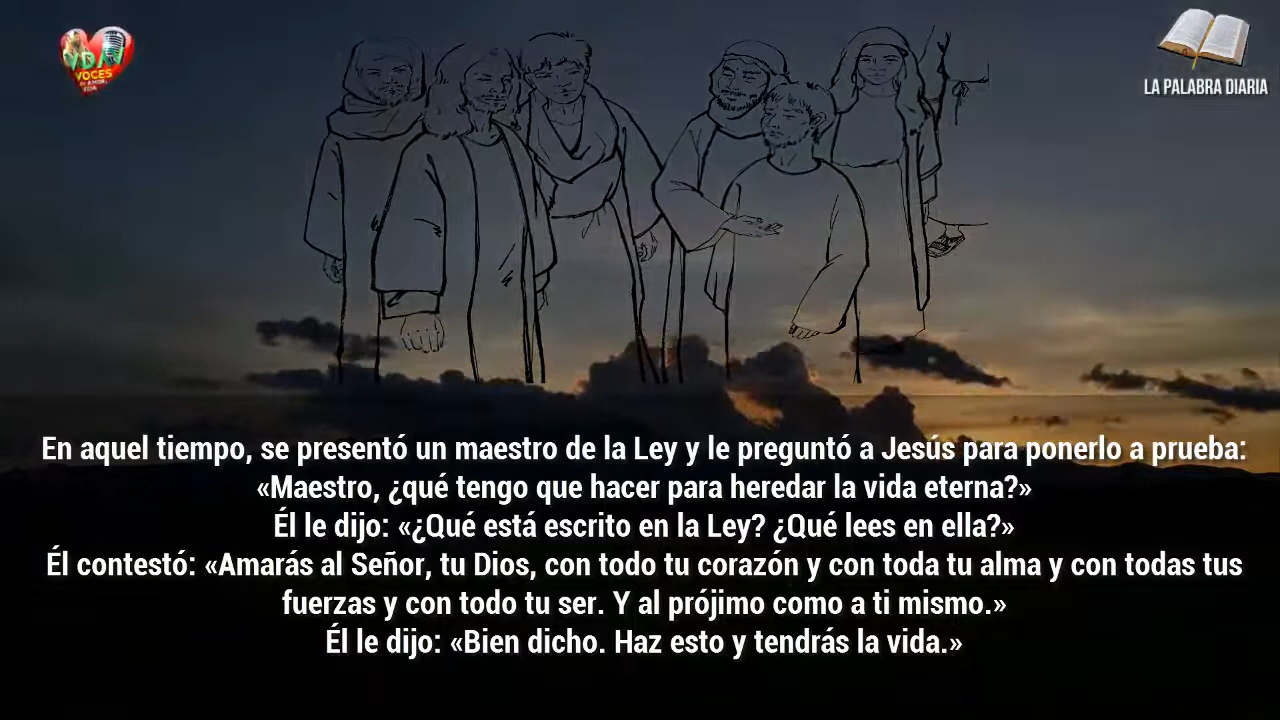 VOCES
LA PALABRA DIARIA
En aquel tiempo, se presentó un maestro de la Ley y le preguntó a Jesús para ponerlo a prueba:
«Maestro, ¿qué tengo que hacer para heredar la vida eterna?»
Él le dijo: «¿Qué está escrito en la Ley? ¿Qué lees en ella?»
Él contestó: «Amarás al Señor, tu Dios, con todo tu corazón y con toda tu alma y con todas tus
fuerzas y con todo tu ser. Y al prójimo como a ti mismo.»
Él le dijo: «Bien dicho. Haz esto y tendrás la vida.»